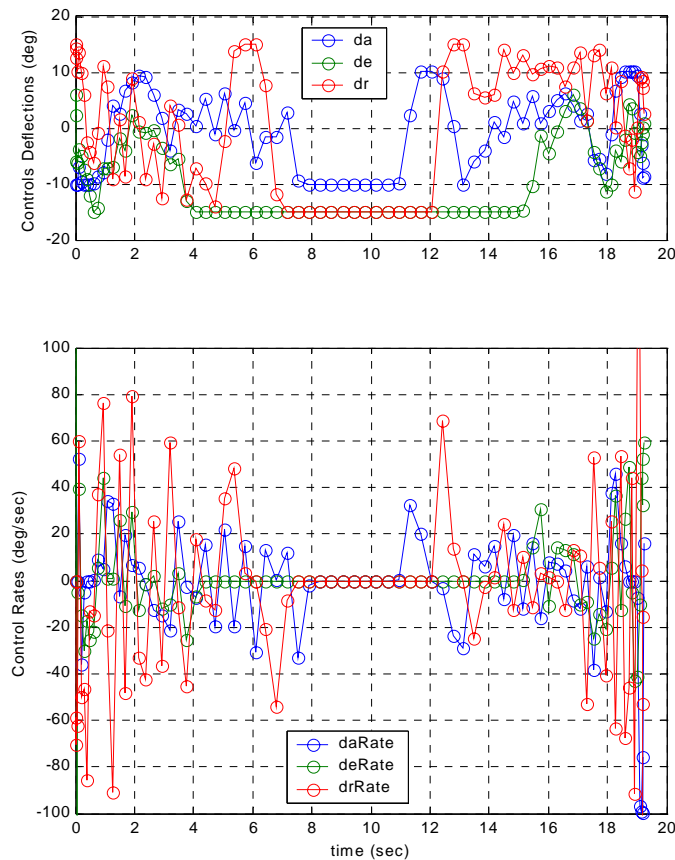 Controls Deflections (deg)
20
10
0
-10
-20
da
de
dr
0 2 4 6 8 10 12 14 16 18 20
Control Rates (deg/sec)
100
80
60
40
20
0
-20
-40
-60
-80
-100
daRate
deRate
drRate
0 2 4 6 8 10 12 14 16 18 20
time (sec)